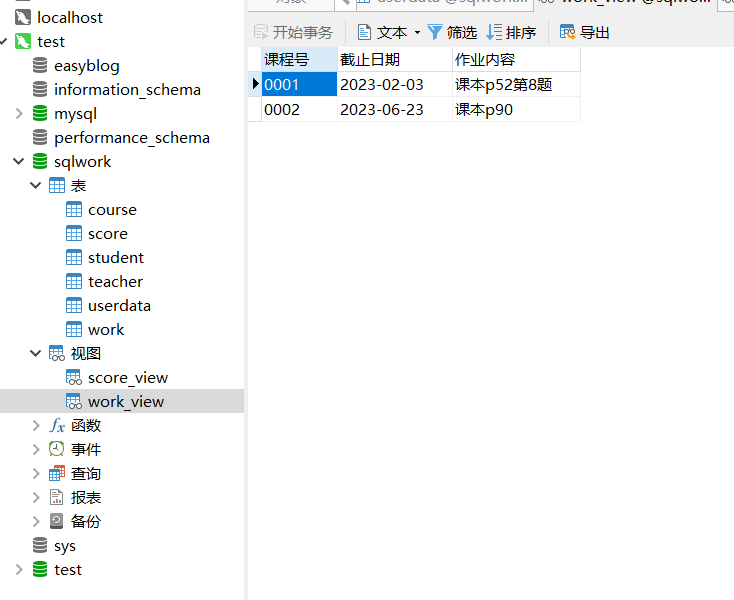 localhost
test
easyblog
information_schema
mysql
performance_schema
sqlwork
表
course
score
student
teacher
userdata
work
视图
score_view
work_view
函数
事件
查询
报表
备份
sys
test
对象 userdata @sqlwork work_view @sqlwo...
开始事务 文本 筛选 排序 导出
课程号 截止日期 作业内容
0001 2023-02-03 课本p52第8题
0002 2023-06-23 课本p90